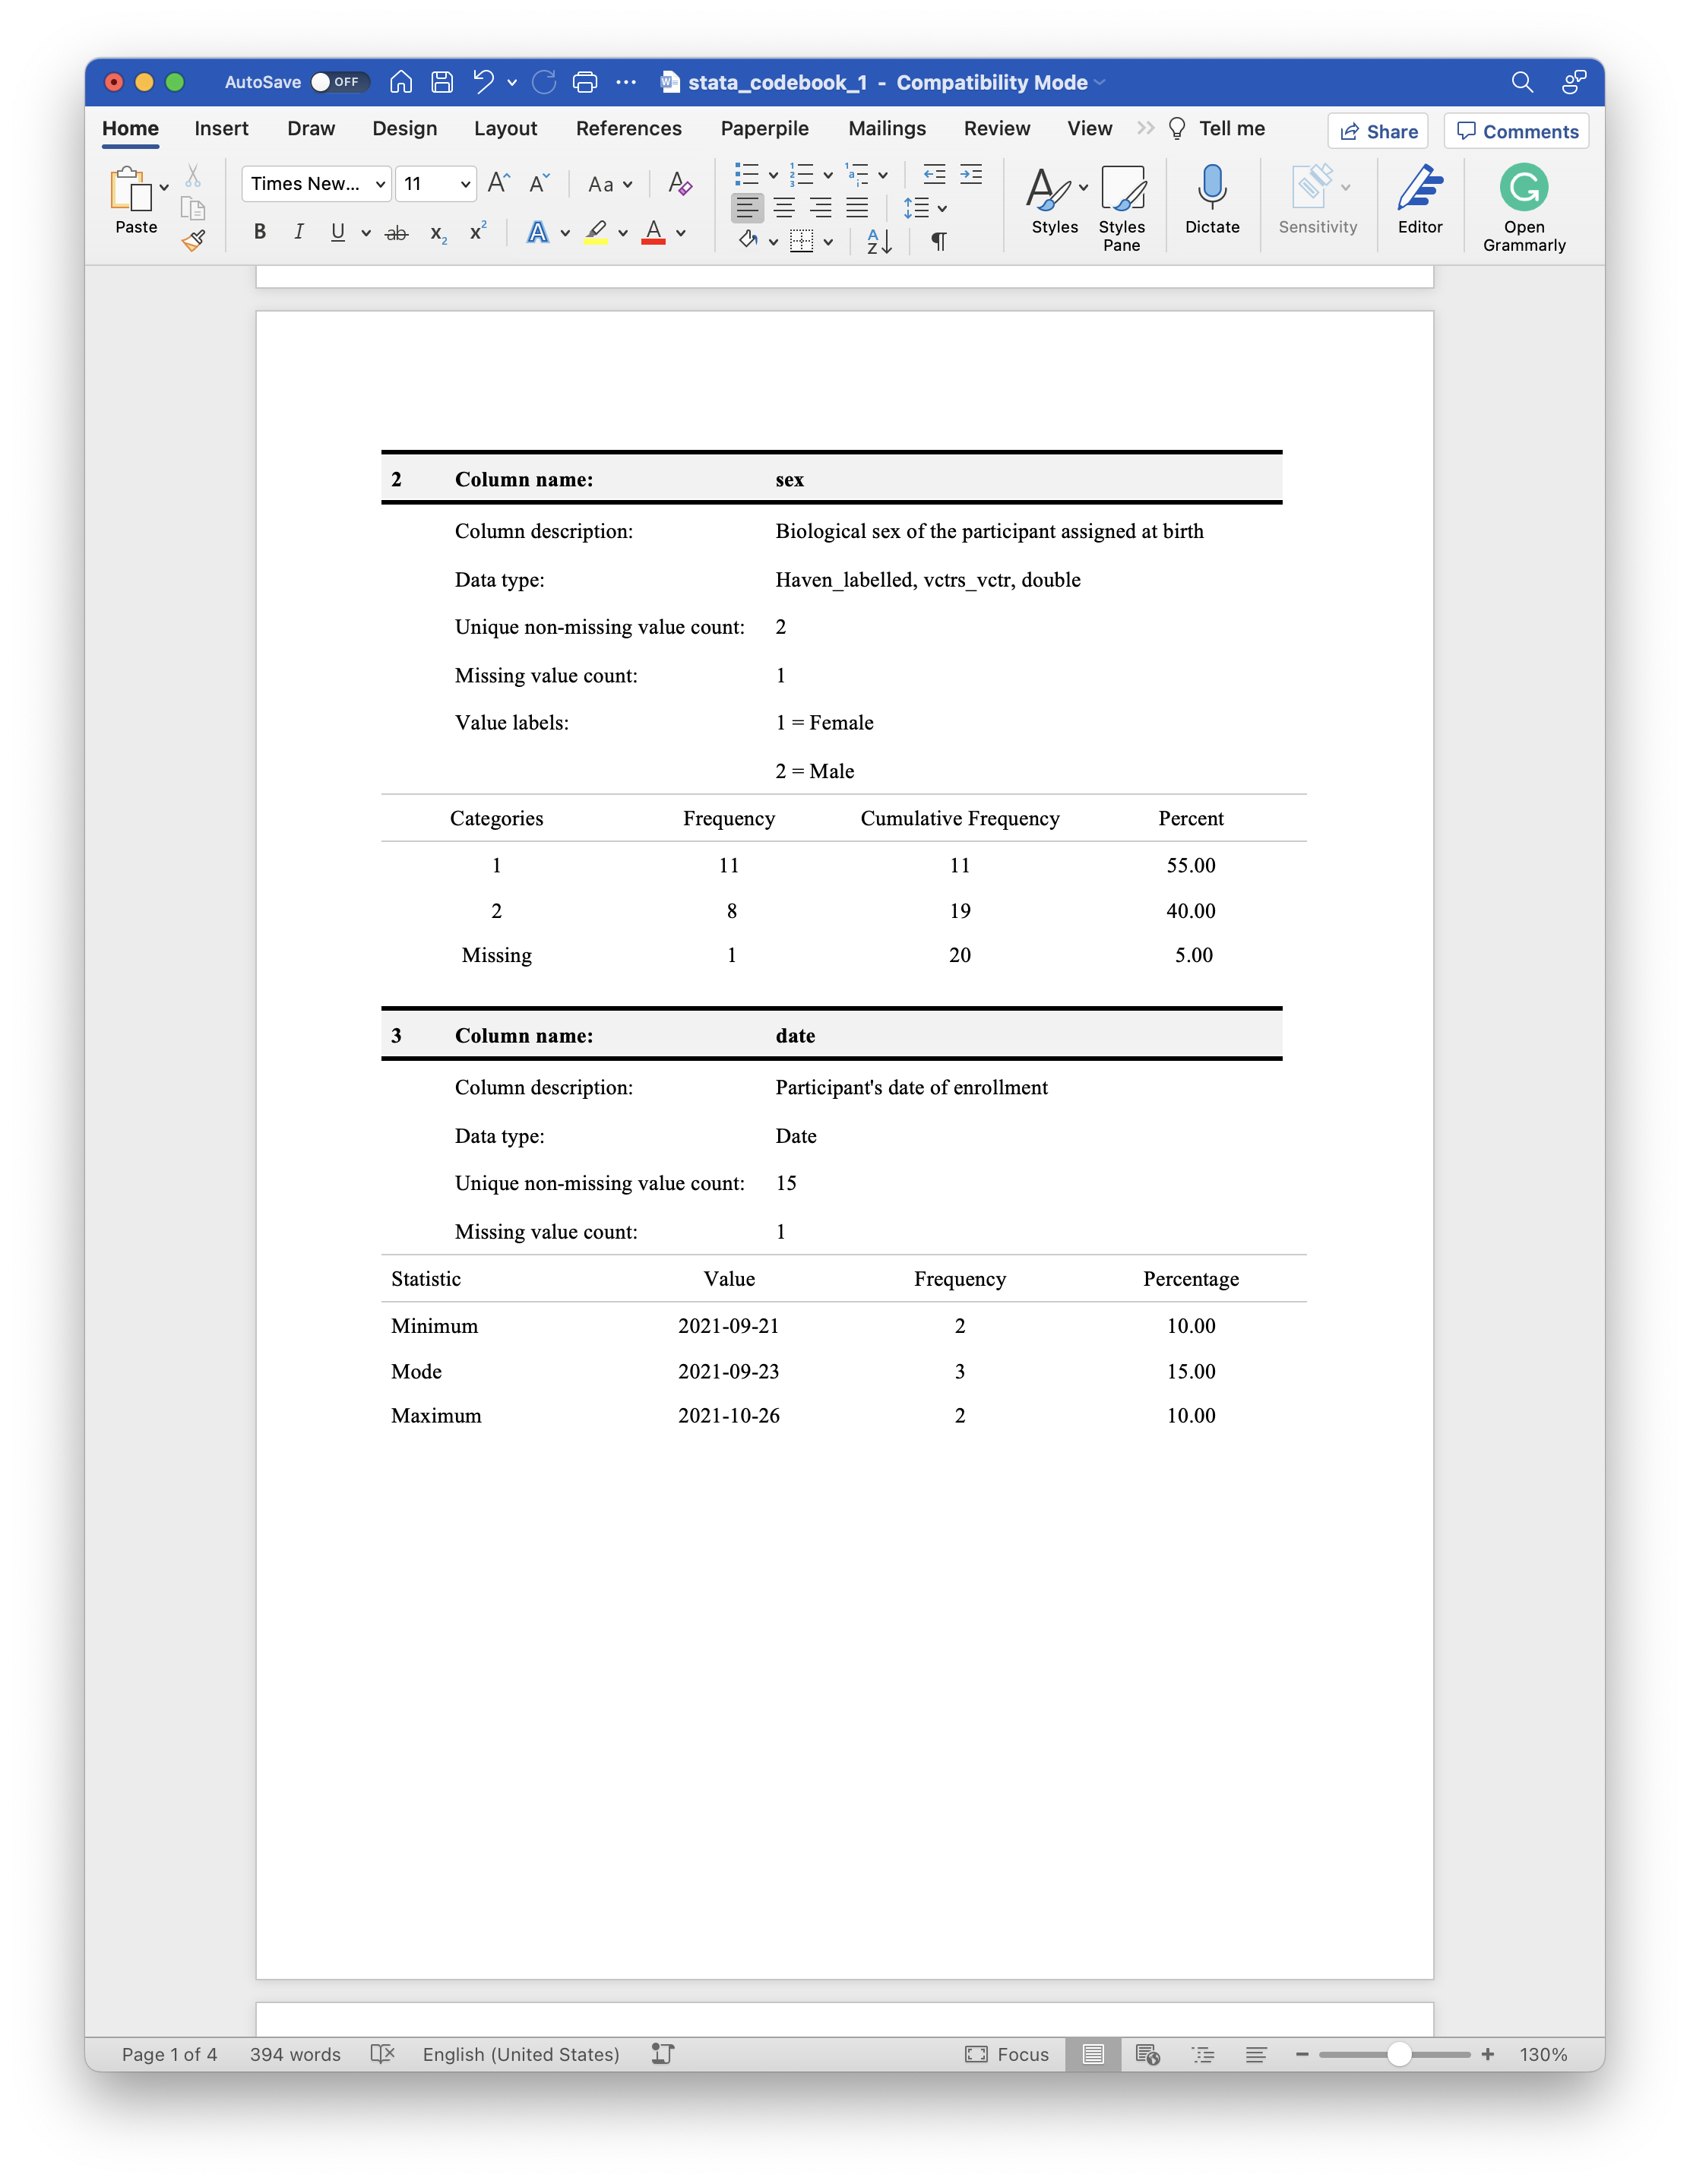 AutoSave OFF stata_codebook_1 - Compatibility Mode
Home Insert Draw Design Layout References Paperpile Mailings Review View Tell me Share Comments
Paste
Times New... 11
Aa
B I U ab x₂ x²
Styles
Styles Pane
Dictate
Sensitivity
Editor
Open Grammarly
2 Column name: sex
Column description: Biological sex of the participant assigned at birth
Data type: Haven_labelled, vctrs_vctr, double
Unique non-missing value count: 2
Missing value count: 1
Value labels: 1 = Female
2 = Male
Categories Frequency Cumulative Frequency Percent
1 11 11 55.00
2 8 19 40.00
Missing 1 20 5.00
3 Column name: date
Column description: Participant's date of enrollment
Data type: Date
Unique non-missing value count: 15
Missing value count: 1
Statistic Value Frequency Percentage
Minimum 2021-09-21 2 10.00
Mode 2021-09-23 3 15.00
Maximum 2021-10-26 2 10.00
Page 1 of 4 394 words English (United States) Focus 130%